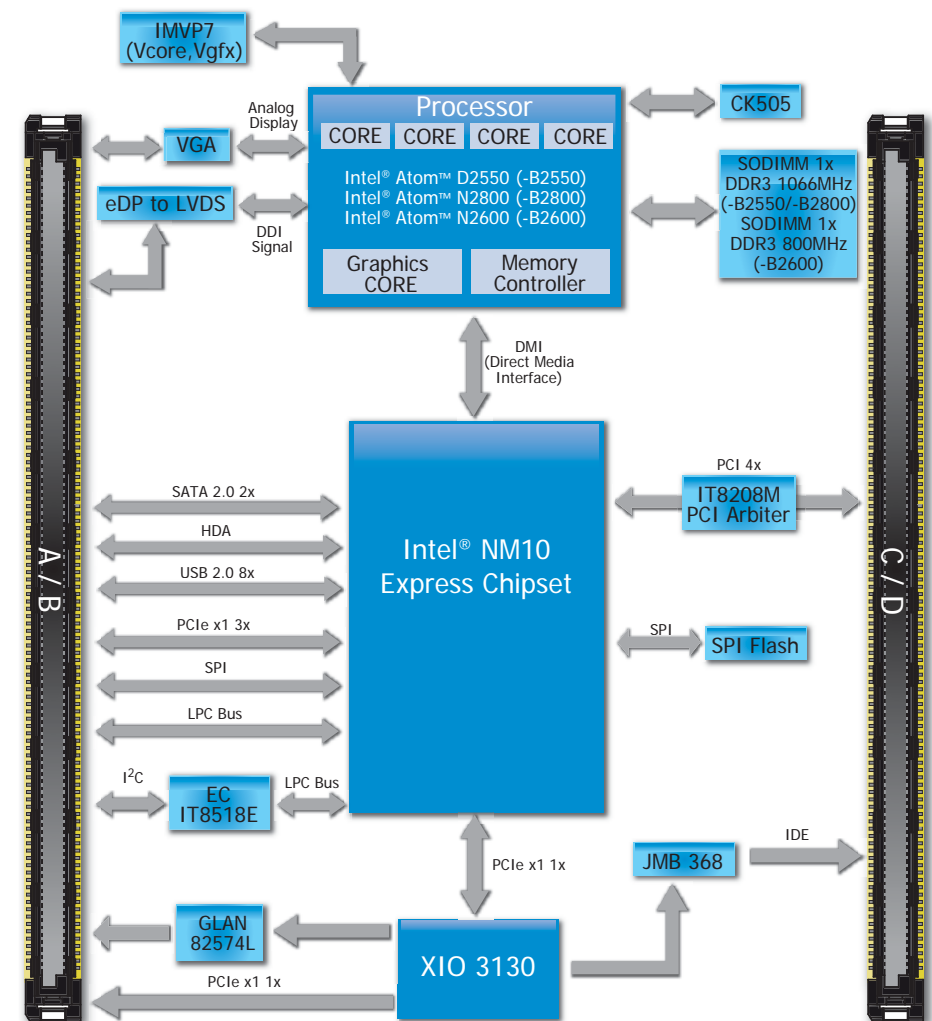 IMVP7
(Vcore,Vgfx)
Processor
CORE CORE CORE CORE
Intel® Atom™ D2550 (-B2550)
Intel® Atom™ N2800 (-B2800)
Intel® Atom™ N2600 (-B2600)
Graphics
CORE
Memory
Controller
CK505
Analog
Display
VGA
eDP to LVDS
DDI
Signal
SODIMM 1x
DDR3 1066MHz
(-B2550/-B2800)
SODIMM 1x
DDR3 800MHz
(-B2600)
DMI
(Direct Media
Interface)
A / B
C / D
Intel® NM10
Express Chipset
SATA 2.0 2x
HDA
USB 2.0 8x
PCIe x1 3x
SPI
LPC Bus
I²C
EC
IT8518E
LPC Bus
PCI 4x
IT8208M
PCI Arbiter
SPI
SPI Flash
PCIe x1 1x
JMB 368
IDE
GLAN
82574L
XIO 3130
PCIe x1 1x